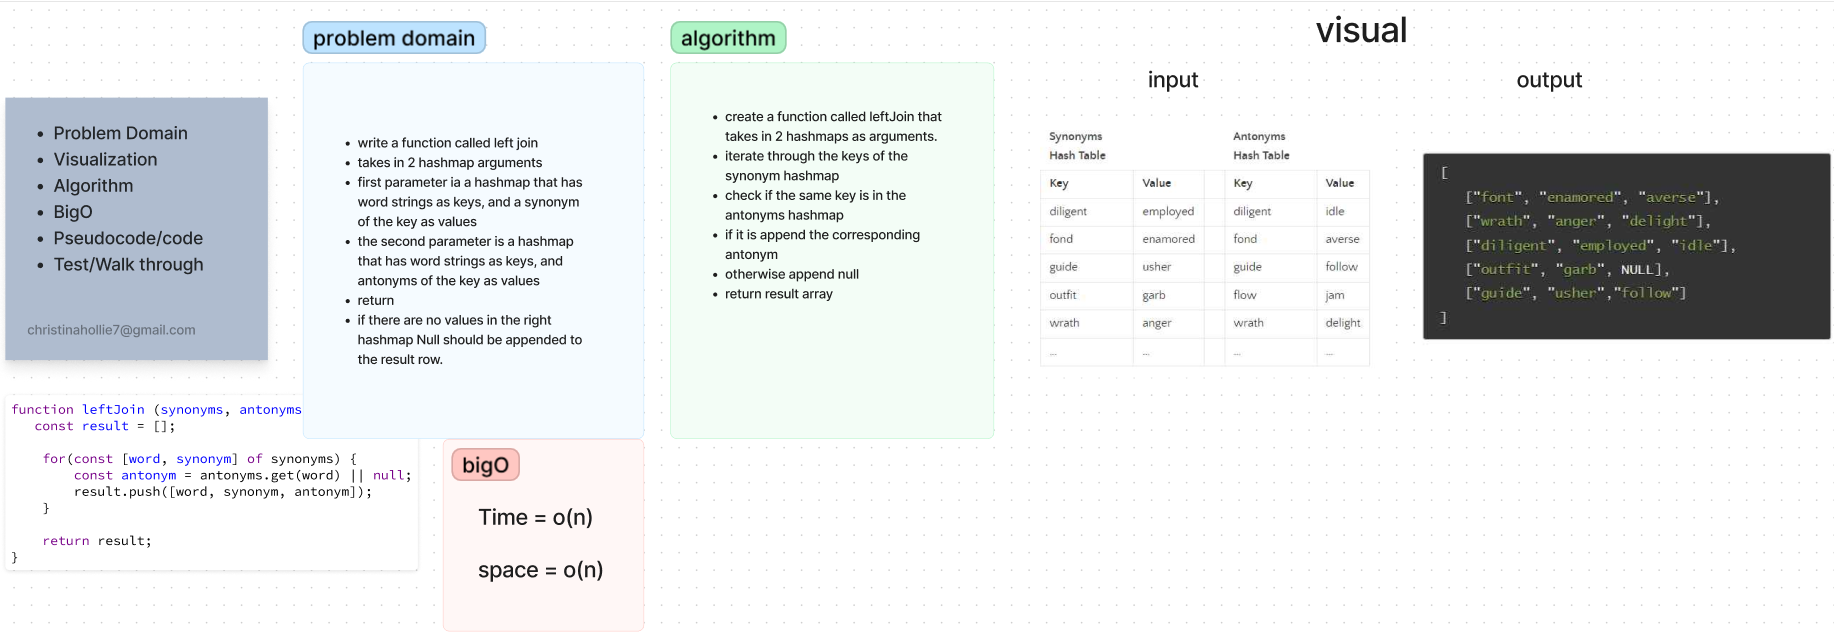 Problem Domain
Visualization
Algorithm
BigO
Pseudocode/code
Test/Walk through
christinahollie7@gmail.com
function leftJoin (synonyms, antonyms
const result = [];
for(const [word, synonym] of synonyms) {
const antonym = antonyms.get(word) || null;
result.push([word, synonym, antonym]);
}
return result;
}
problem domain
write a function called left join
takes in 2 hashmap arguments
first parameter ia a hashmap that has
word strings as keys, and a synonym
of the key as values
the second parameter is a hashmap
that has word strings as keys, and
antonyms of the key as values
return
if there are no values in the right
hashmap Null should be appended to
the result row.
bigO
Time = o(n)
space = o(n)
algorithm
create a function called leftJoin that
takes in 2 hashmaps as arguments.
iterate through the keys of the
synonym hashmap
check if the same key is in the
antonyms hashmap
if it is append the corresponding
antonym
otherwise append null
return result array
visual
input
Synonyms Antonyms
Hash Table Hash Table
Key Value Key Value
diligent employed diligent idle
fond enamored fond averse
guide usher guide follow
outfit garb flow jam
wrath anger wrath delight
... ... ... ...
output
[
["font", "enamored", "averse"],
["wrath", "anger", "delight"],
["diligent", "employed", "idle"],
["outfit", "garb", NULL],
["guide", "usher","follow"]
]